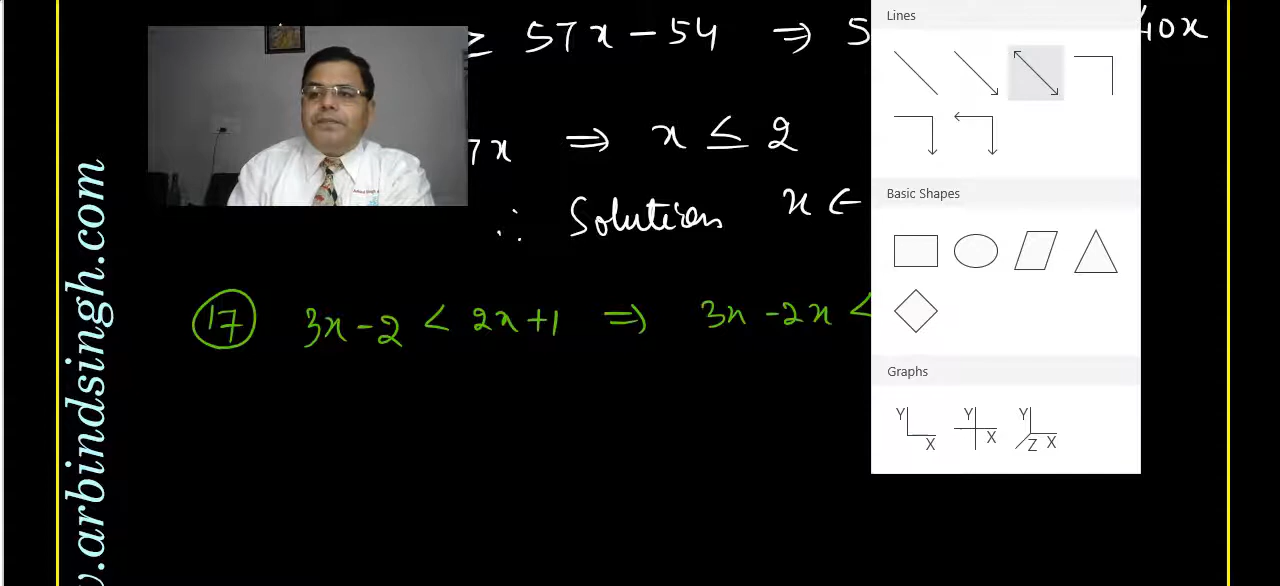 ≥ 57x - 54 ⇒ 5
40x
7x ⇒ x ≤ 2
∴ Solution x ∈
17 3x - 2 < 2x + 1 ⇒ 3x - 2x <
Lines
Basic Shapes
Graphs
Y X Y X Y Z X
.arbindsingh.com